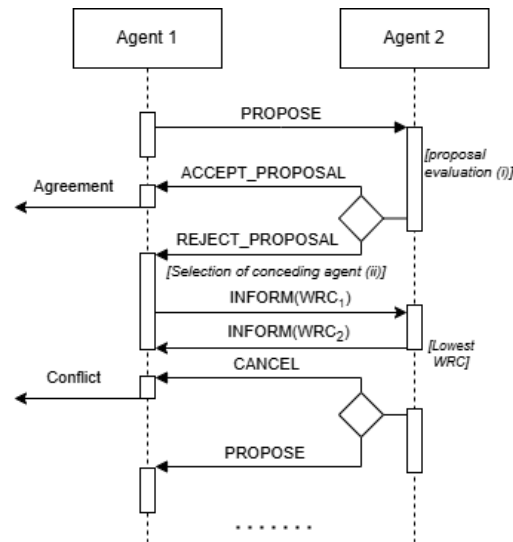 Agent 1
Agent 2
PROPOSE
[proposal
evaluation (i)]
ACCEPT_PROPOSAL
Agreement
REJECT_PROPOSAL
[Selection of conceding agent (ii)]
INFORM(WRC₁)
INFORM(WRC₂)
[Lowest
WRC]
CANCEL
Conflict
PROPOSE
. . . . . . .